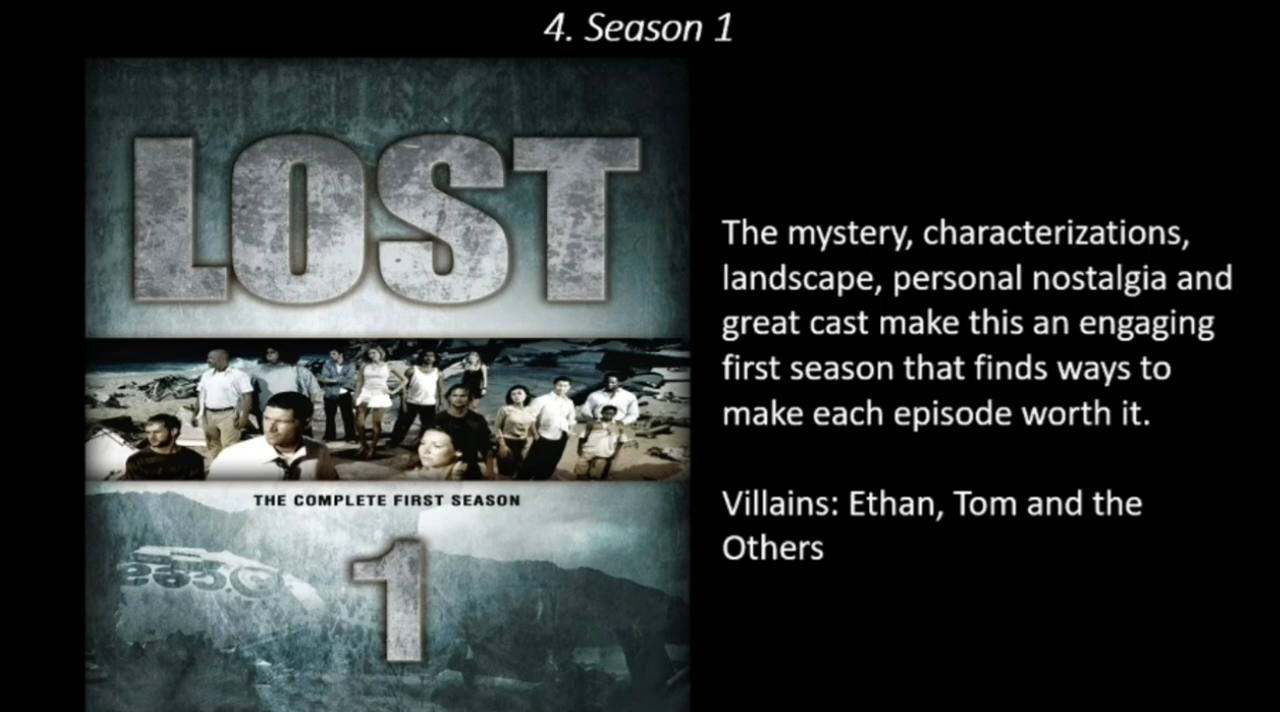 4. Season 1
LOST
THE COMPLETE FIRST SEASON
1
The mystery, characterizations,
landscape, personal nostalgia and
great cast make this an engaging
first season that finds ways to
make each episode worth it.
Villains: Ethan, Tom and the
Others